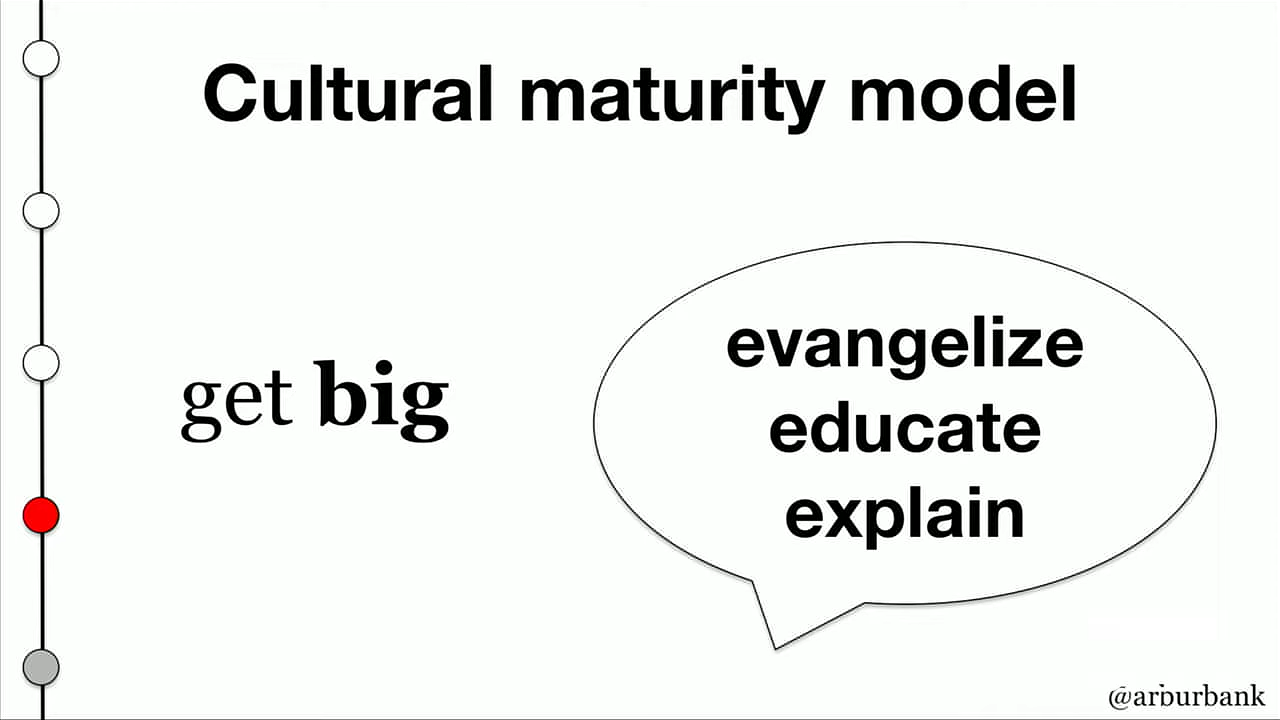 Cultural maturity model
get big
evangelize
educate
explain
@arburbank